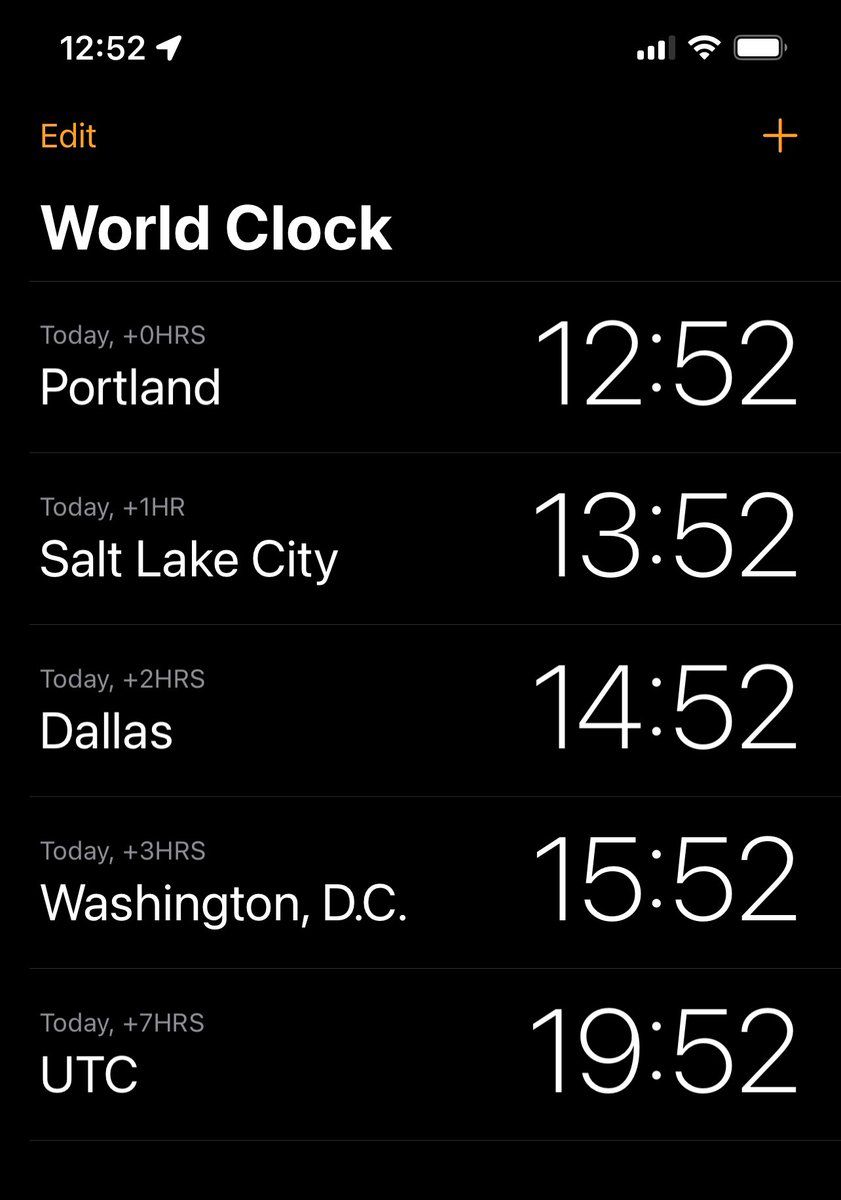 12:52
Edit
World Clock
Today, +0HRS
Portland
12:52
Today, +1HR
Salt Lake City
13:52
Today, +2HRS
Dallas
14:52
Today, +3HRS
Washington, D.C.
15:52
Today, +7HRS
UTC
19:52